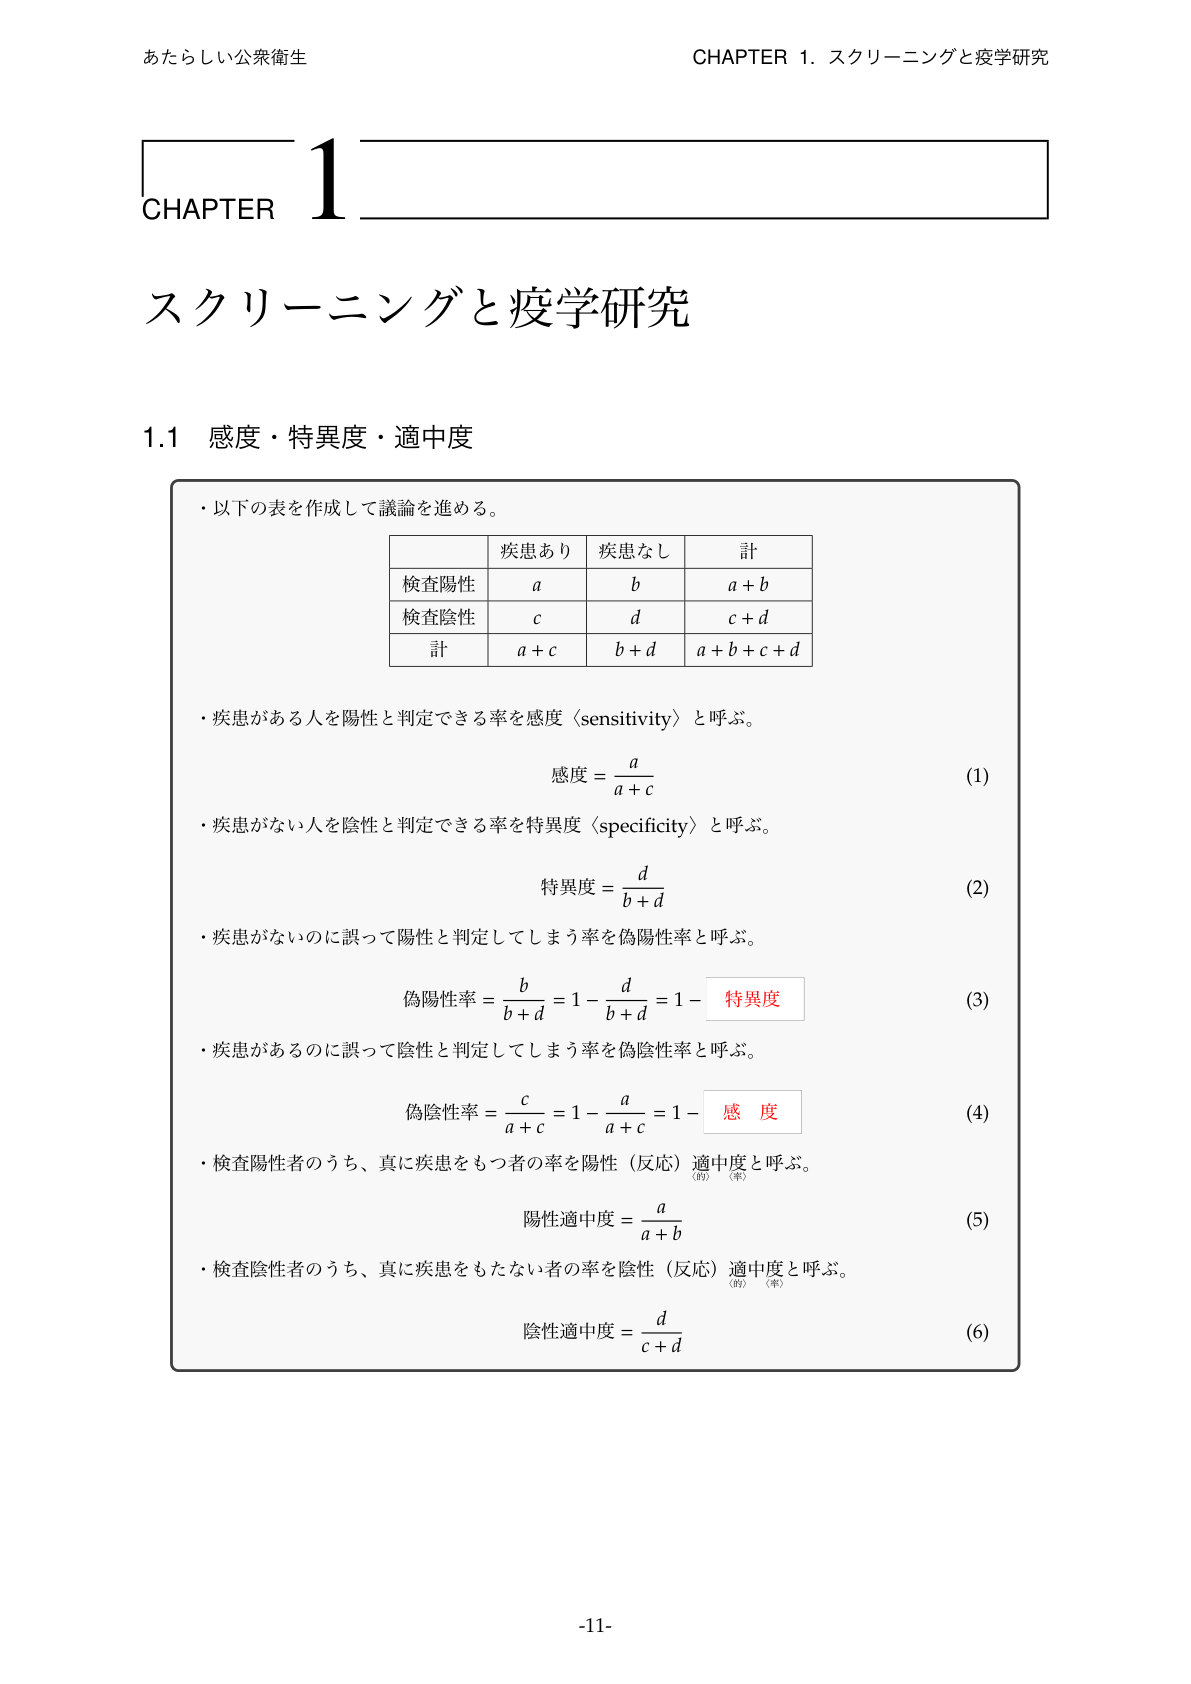 あたらしい公衆衛生 CHAPTER 1. スクリーニングと疫学研究
CHAPTER 1
スクリーニングと疫学研究
1.1 感度・特異度・適中度
・以下の表を作成して議論を進める。
疾患あり 疾患なし 計
検査陽性 a b a + b
検査陰性 c d c + d
計 a + c b + d a + b + c + d
・疾患がある人を陽性と判定できる率を感度〈sensitivity〉と呼ぶ。
感度 = a / (a + c) (1)
・疾患がない人を陰性と判定できる率を特異度〈specificity〉と呼ぶ。
特異度 = d / (b + d) (2)
・疾患がないのに誤って陽性と判定してしまう率を偽陽性率と呼ぶ。
偽陽性率 = b / (b + d) = 1 − d / (b + d) = 1 − 特異度 (3)
・疾患があるのに誤って陰性と判定してしまう率を偽陰性率と呼ぶ。
偽陰性率 = c / (a + c) = 1 − a / (a + c) = 1 − 感 度 (4)
・検査陽性者のうち、真に疾患をもつ者の率を陽性（反応）適中度と呼ぶ。
〈的〉 〈率〉
陽性適中度 = a / (a + b) (5)
・検査陰性者のうち、真に疾患をもたない者の率を陰性（反応）適中度と呼ぶ。
〈的〉 〈率〉
陰性適中度 = d / (c + d) (6)
-11-